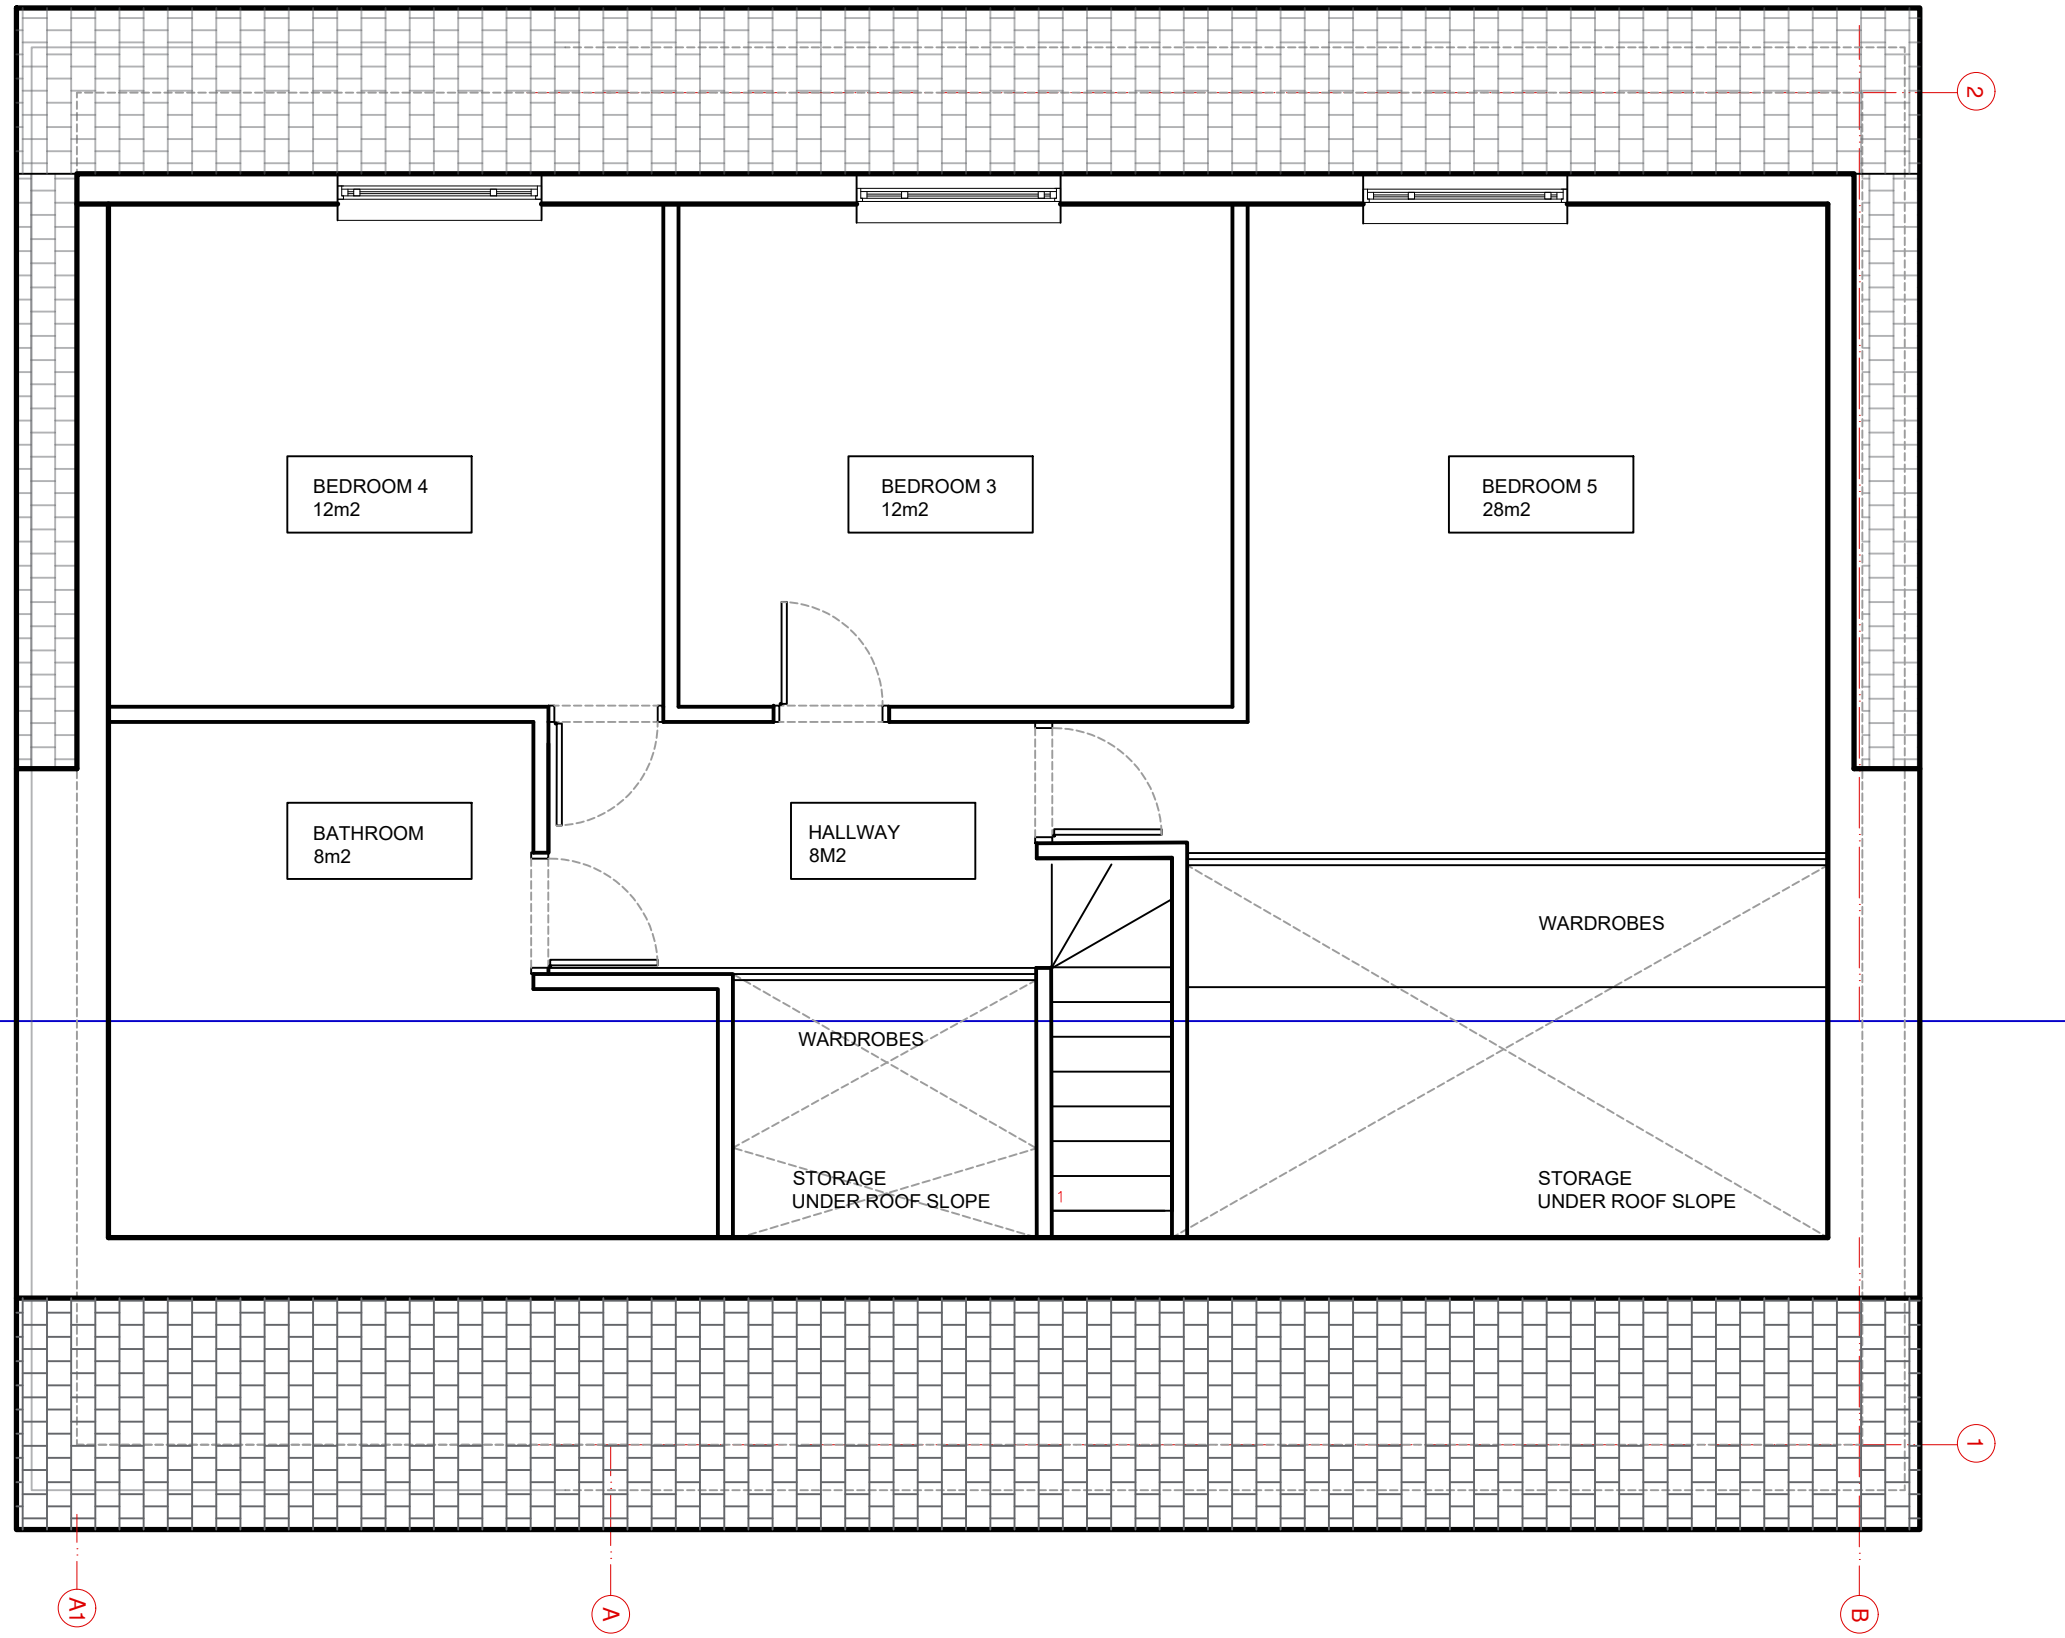 2
BEDROOM 4
12m2
BEDROOM 3
12m2
BEDROOM 5
28m2
BATHROOM
8m2
HALLWAY
8M2
WARDROBES
WARDROBES
STORAGE
UNDER ROOF SLOPE
1
STORAGE
UNDER ROOF SLOPE
1
A1
A
B